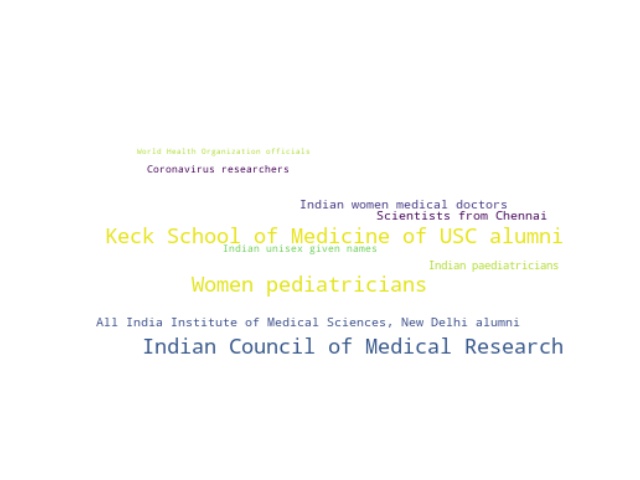 World Health Organization officials
Coronavirus researchers
Indian women medical doctors
Scientists from Chennai
Keck School of Medicine of USC alumni
Indian unisex given names
Indian paediatricians
Women pediatricians
All India Institute of Medical Sciences, New Delhi alumni
Indian Council of Medical Research